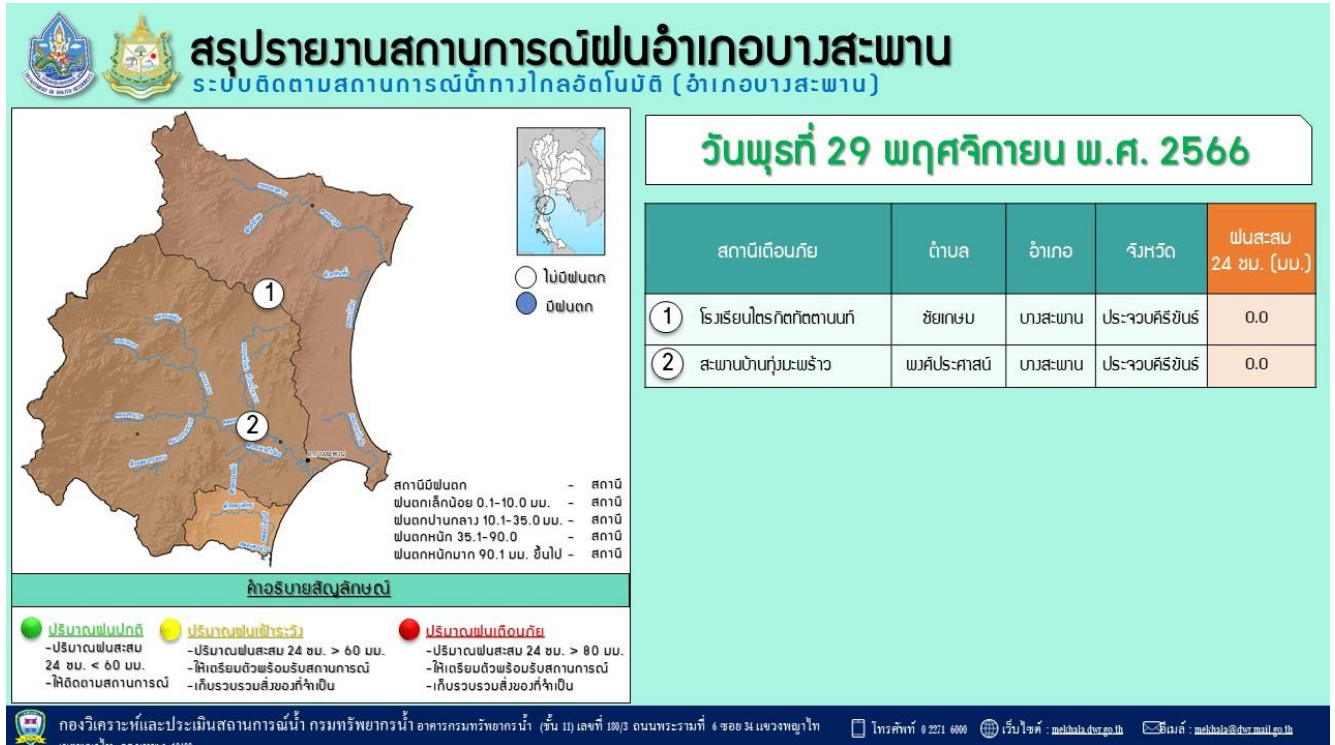 สรุปรายงานสถานการณ์ฝนอำเภอบางสะพาน
ระบบติดตามสถานการณ์น้ำทางไกลอัตโนมัติ (อำเภอบางสะพาน)
วันพุธที่ 29 พฤศจิกายน พ.ศ. 2566
ไม่มีฝนตก
มีฝนตก
1
2
สถานีมีฝนตก - สถานี
ฝนตกเล็กน้อย 0.1-10.0 มม. - สถานี
ฝนตกปานกลาง 10.1-35.0 มม. - สถานี
ฝนตกหนัก 35.1-90.0 - สถานี
ฝนตกหนักมาก 90.1 มม. ขึ้นไป - สถานี
คำอธิบายสัญลักษณ์
ปริมาณฝนปกติ
-ปริมาณฝนสะสม
24 ชม. < 60 มม.
-ให้ติดตามสถานการณ์
ปริมาณฝนเฝ้าระวัง
-ปริมาณฝนสะสม 24 ชม. > 60 มม.
-ให้เตรียมตัวพร้อมรับสถานการณ์
-เก็บรวบรวมสิ่งของที่จำเป็น
ปริมาณฝนเตือนภัย
-ปริมาณฝนสะสม 24 ชม. > 80 มม.
-ให้เตรียมตัวพร้อมรับสถานการณ์
-เก็บรวบรวมสิ่งของที่จำเป็น
สถานีเตือนภัย ตำบล อำเภอ จังหวัด ฝนสะสม
24 ชม. (มม.)
1 โรงเรียนไตรกิตทัตตานนท์ ชัยเกษม บางสะพาน ประจวบคีรีขันธ์ 0.0
2 สะพานบ้านทุ่งมะพร้าว พงศ์ประศาสน์ บางสะพาน ประจวบคีรีขันธ์ 0.0
กองวิเคราะห์และประเมินสถานการณ์น้ำ กรมทรัพยากรน้ำ อาคารกรมทรัพยากรน้ำ (ชั้น 11) เลขที่ 180/3 ถนนพระรามที่ 6 ซอย 34 แขวงพญาไท
โทรศัพท์ 0 2271 6000 เว็บไซต์ : mekhala.dwr.go.th อีเมล์ : mekhala@dwr.mail.go.th